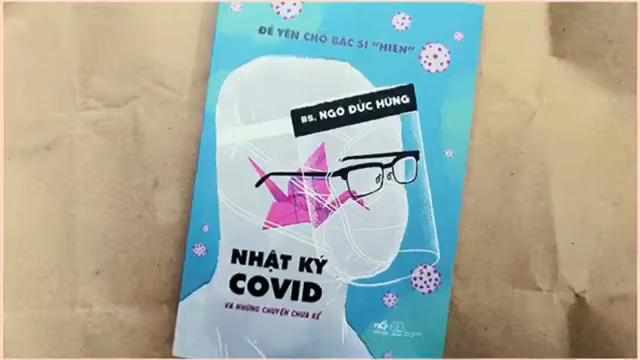 ĐỂ YÊN CHO BÁC SĨ "HIỀN"
BS. NGÔ ĐỨC HÙNG
NHẬT KÝ
COVID
VÀ NHỮNG CHUYỆN CHƯA KỂ